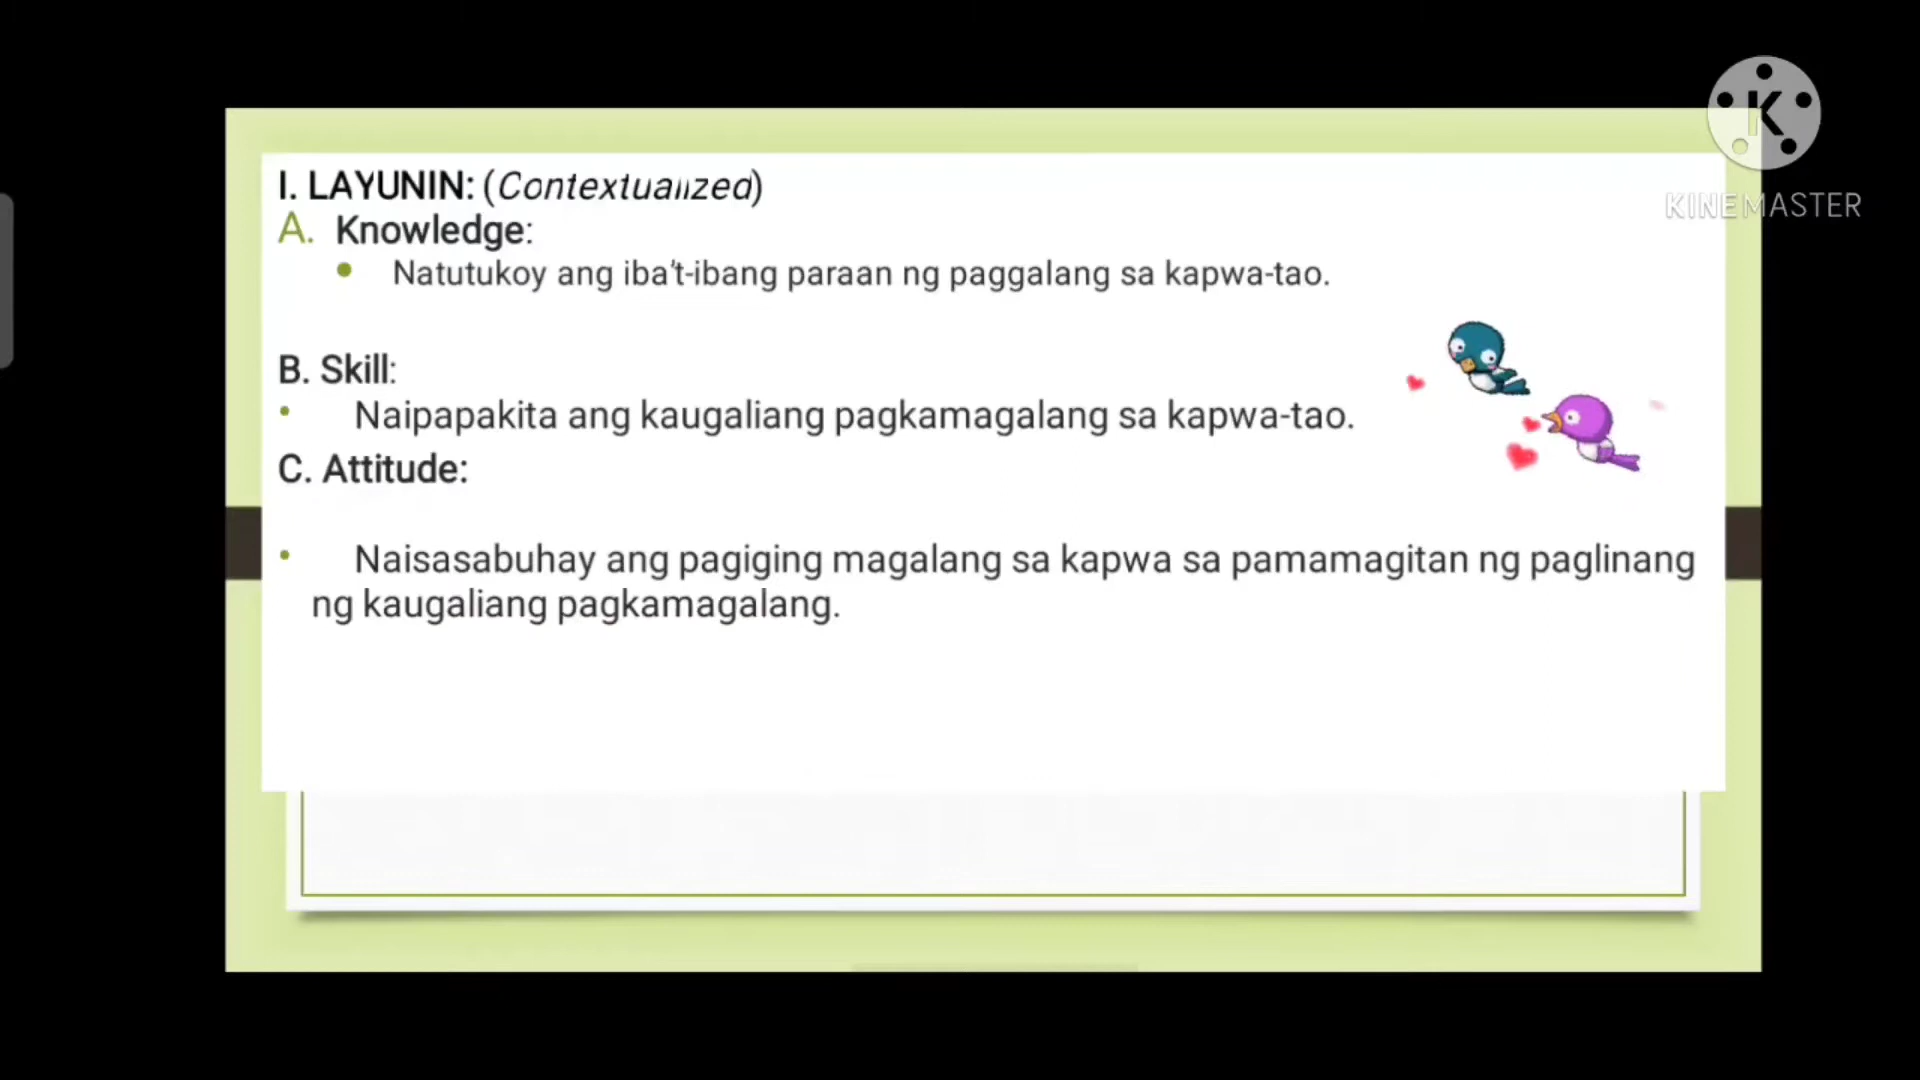 I. LAYUNIN: (Contextualized)
A. Knowledge:
• Natutukoy ang iba't-ibang paraan ng paggalang sa kapwa-tao.
B. Skill:
• Naipapakita ang kaugaliang pagkamagalang sa kapwa-tao.
C. Attitude:
• Naisasabuhay ang pagiging magalang sa kapwa sa pamamagitan ng paglinang
ng kaugaliang pagkamagalang.
K
KINEMASTER